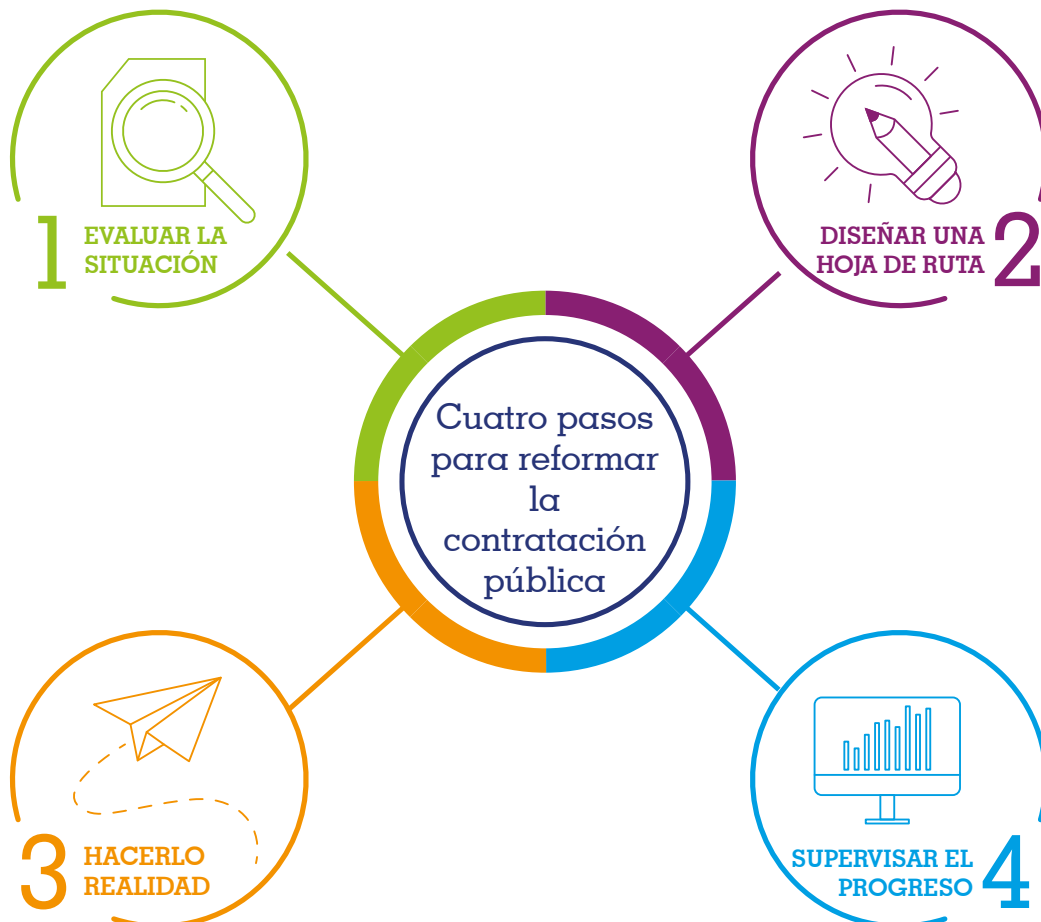 1
EVALUAR LA
SITUACIÓN
DISEÑAR UNA
HOJA DE RUTA
2
Cuatro pasos
para reformar
la
contratación
pública
3
HACERLO
REALIDAD
SUPERVISAR EL
PROGRESO
4